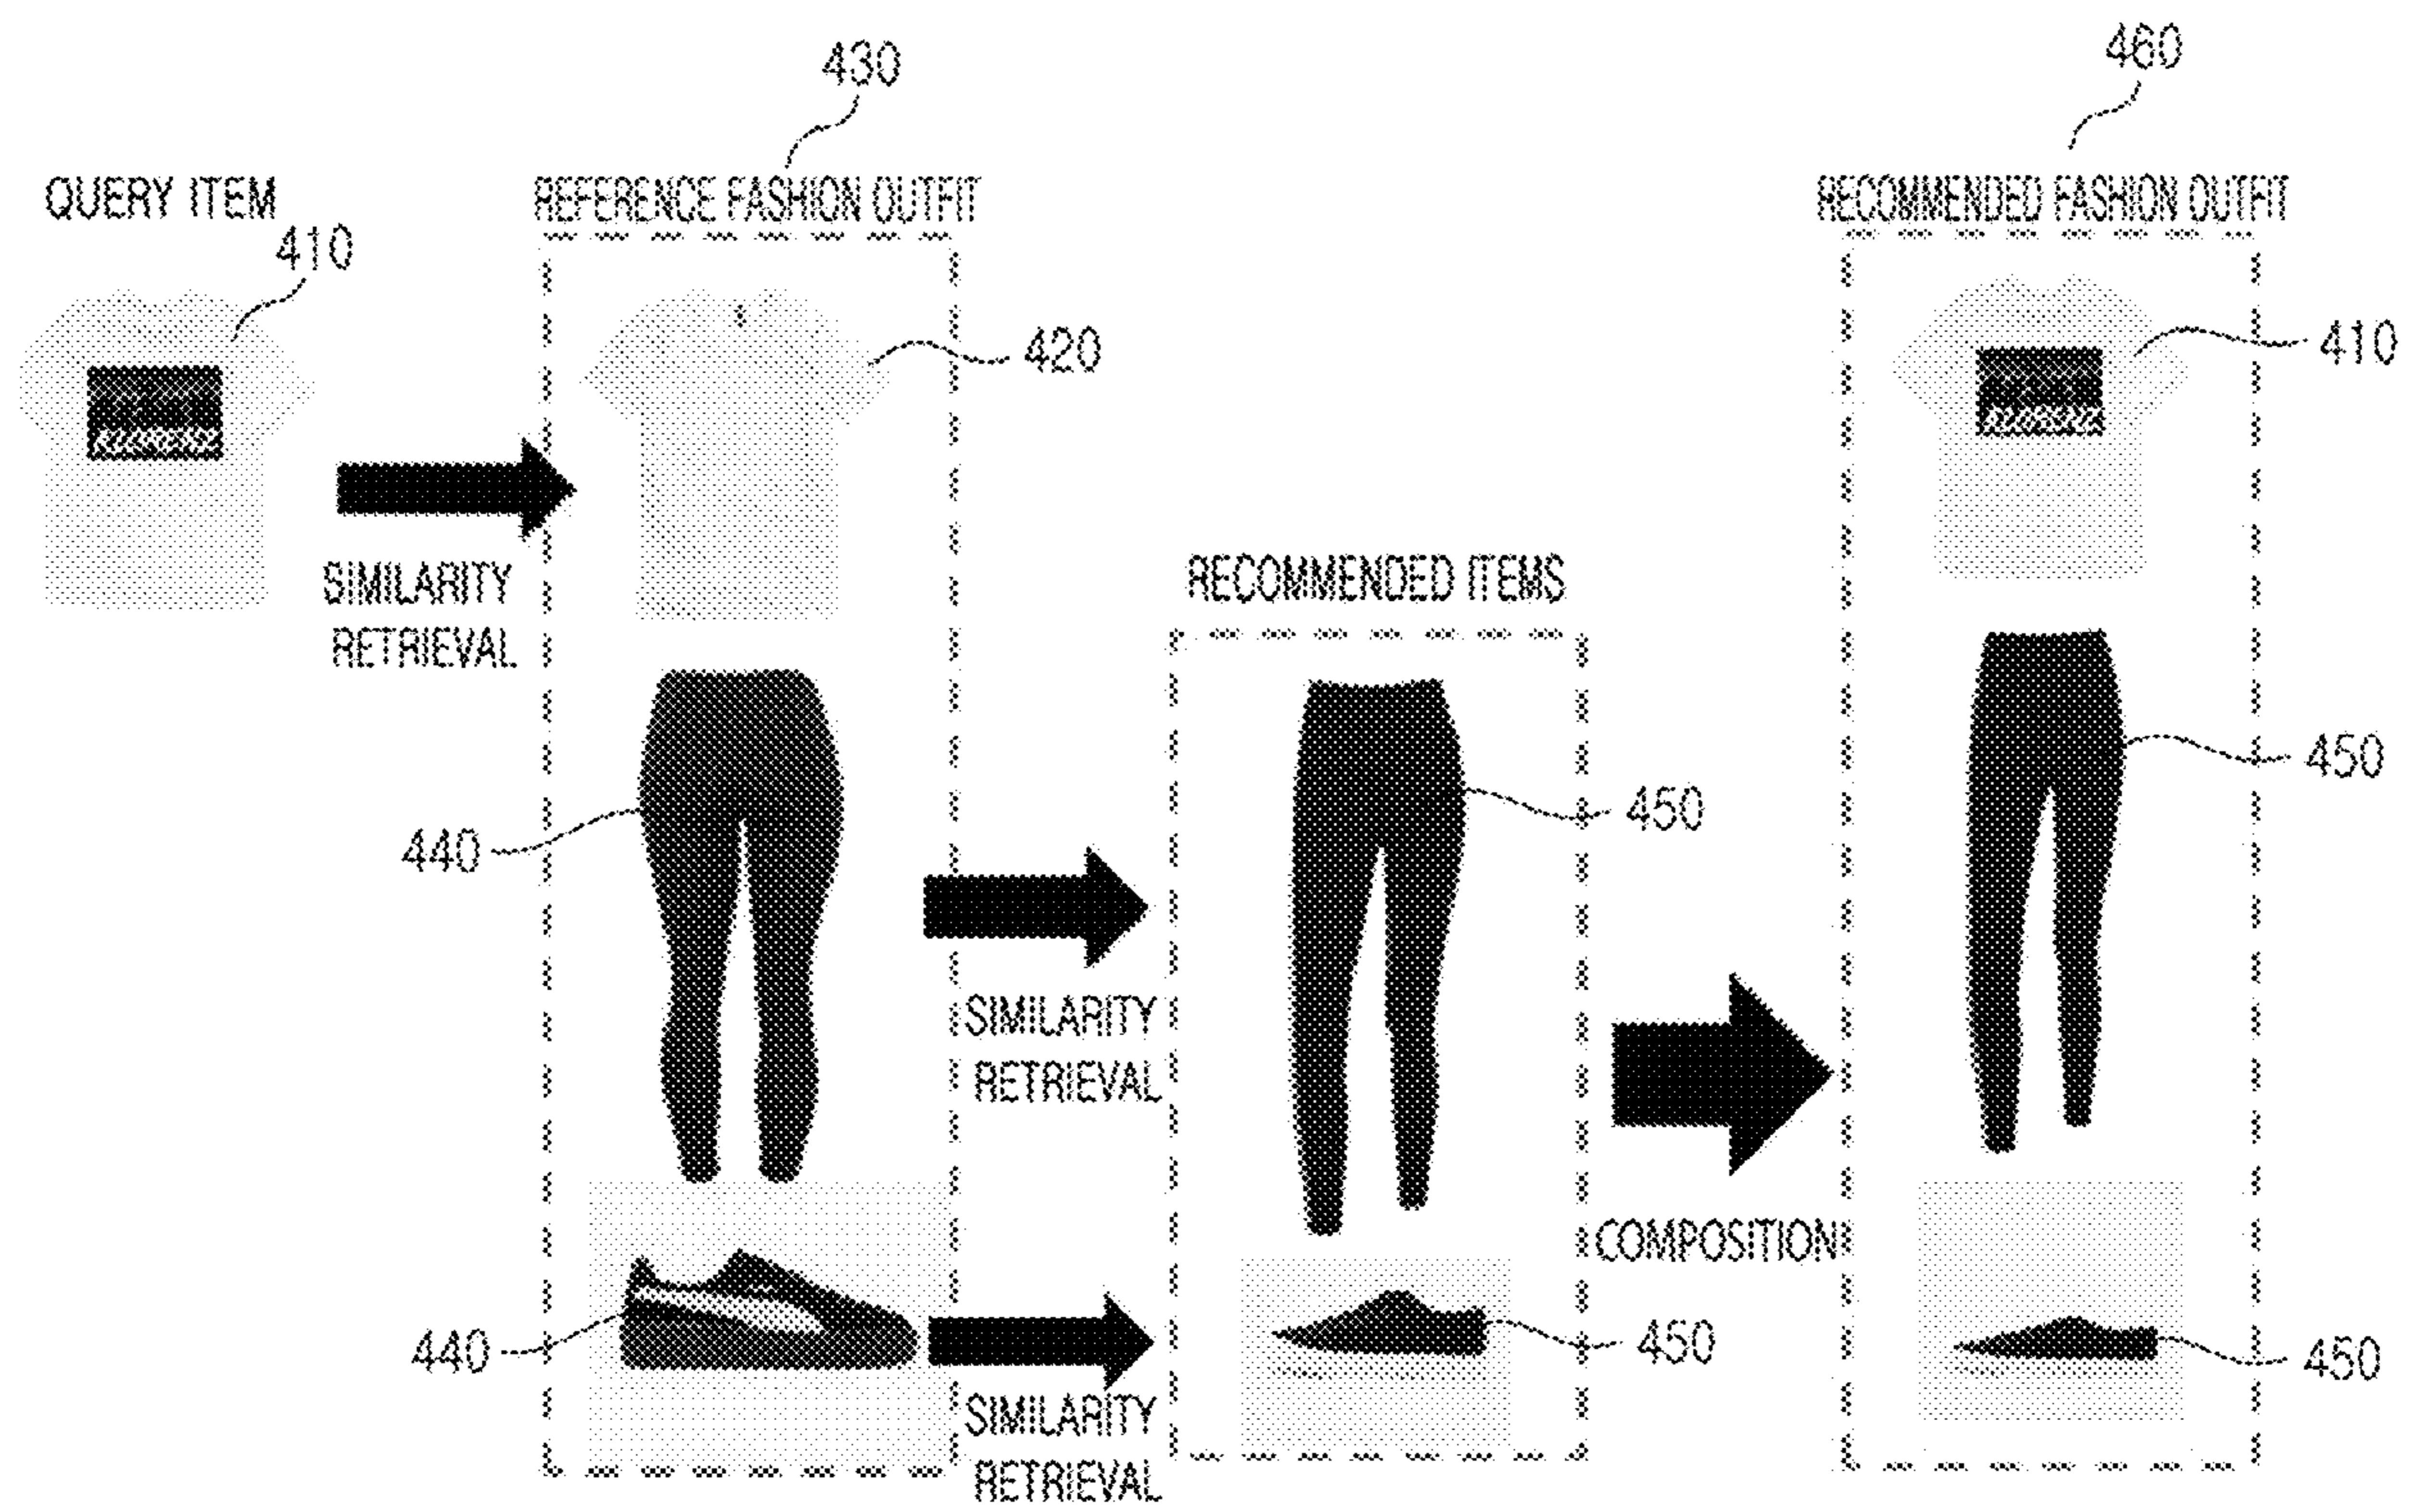 430
460
QUERY ITEM
REFERENCE FASHION OUTFIT
RECOMMENDED FASHION OUTFIT
410
420
410
SIMILARITY
RETRIEVAL
RECOMMENDED ITEMS
440
450
450
SIMILARITY
RETRIEVAL
COMPOSITION
440
450
450
SIMILARITY
RETRIEVAL